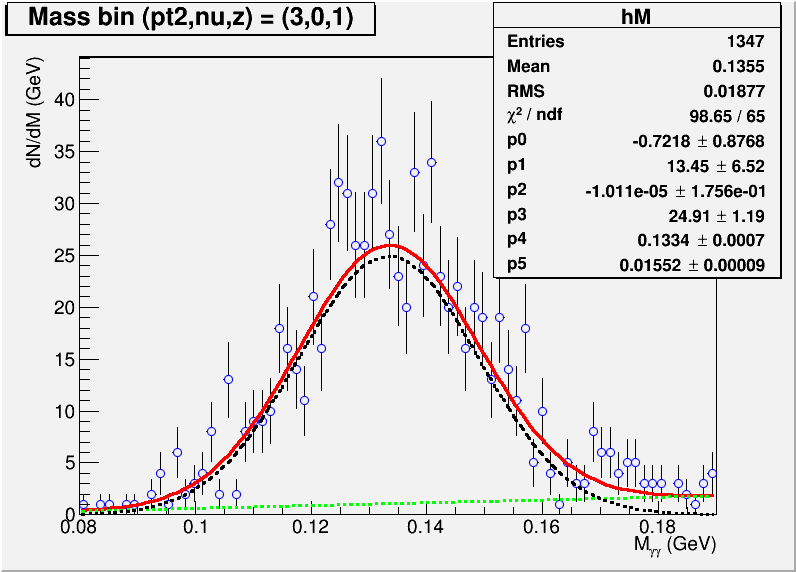 Mass bin (pt2,nu,z) = (3,0,1)
hM
Entries 1347
Mean 0.1355
RMS 0.01877
χ² / ndf 98.65 / 65
p0 -0.7218 ± 0.8768
p1 13.45 ± 6.52
p2 -1.011e-05 ± 1.756e-01
p3 24.91 ± 1.19
p4 0.1334 ± 0.0007
p5 0.01552 ± 0.00009
dN/dM (GeV)
40
35
30
25
20
15
10
5
0
0.08 0.1 0.12 0.14 0.16 0.18
Mγγ (GeV)